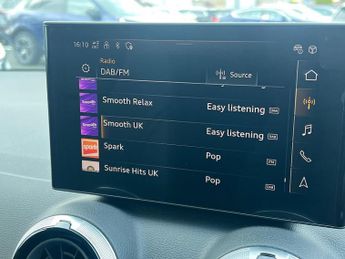 16:10
Radio
DAB/FM
Source
Smooth Relax
Easy listening
Smooth UK
Easy listening
Spark
Pop
Sunrise Hits UK
Pop